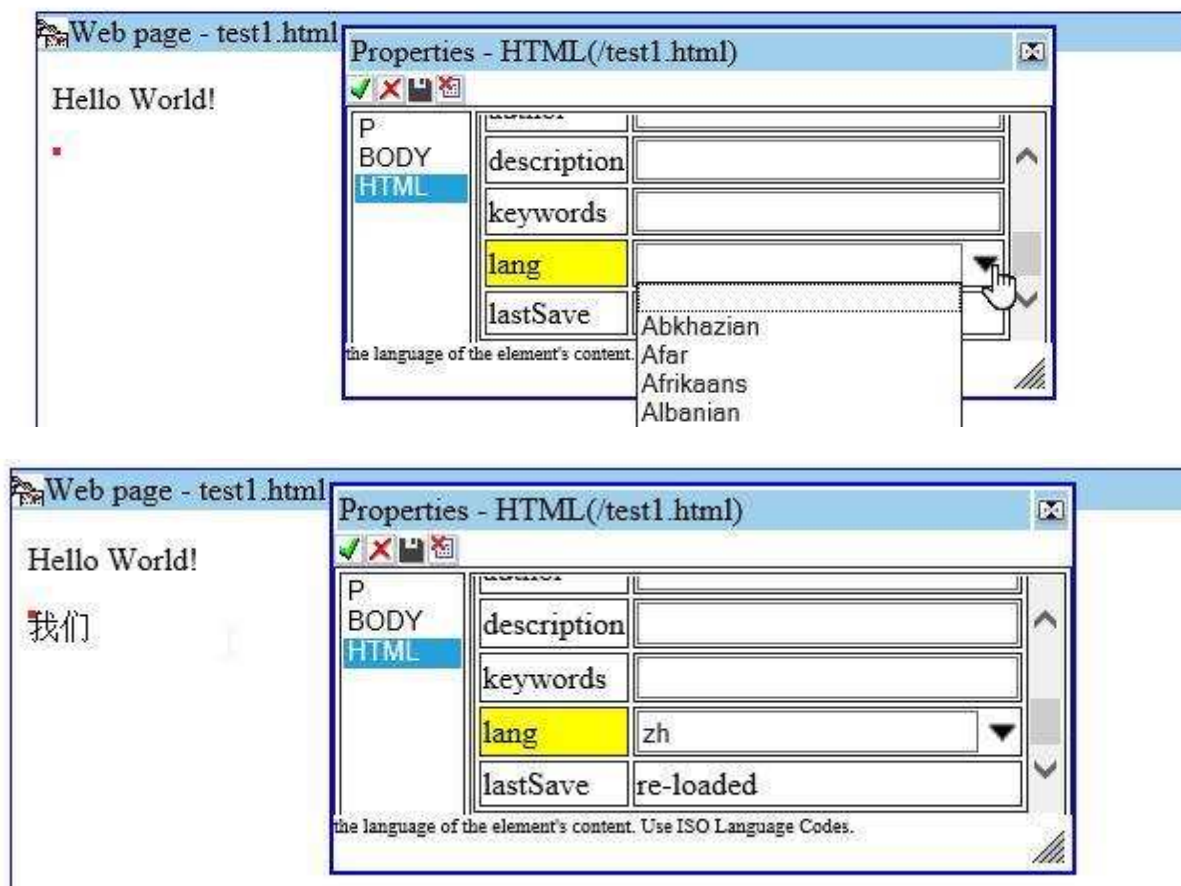 Web page - test1.html
Properties - HTML(/test1.html)
Hello World!
P
BODY
HTML
description
keywords
lang
lastSave
Abkhazian
Afar
Afrikaans
Albanian
the language of the element's content.
Web page - test1.html
Properties - HTML(/test1.html)
Hello World!
我们
P
BODY
HTML
description
keywords
lang zh
lastSave re-loaded
the language of the element's content. Use ISO Language Codes.